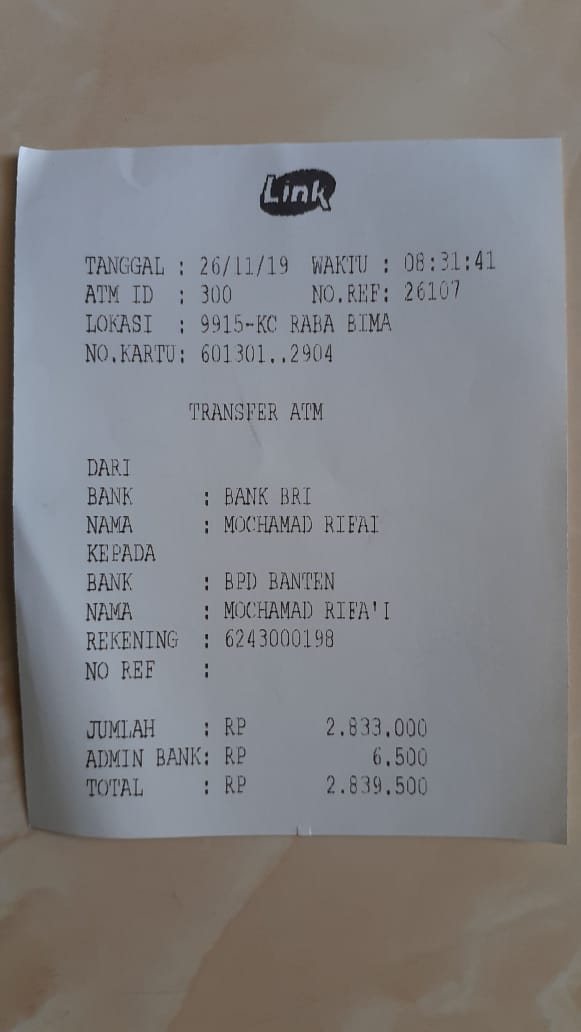 Link
TANGGAL : 26/11/19 WAKTU : 08:31:41
ATM ID : 300 NO.REF: 26107
LOKASI : 9915-KC RABA BIMA
NO.KARTU: 601301..2904
TRANSFER ATM
DARI
BANK : BANK BRI
NAMA : MOCHAMAD RIFAI
KEPADA
BANK : BPD BANTEN
NAMA : MOCHAMAD RIFA'I
REKENING : 6243000198
NO REF :
JUMLAH : RP 2.833.000
ADMIN BANK: RP 6.500
TOTAL : RP 2.839.500